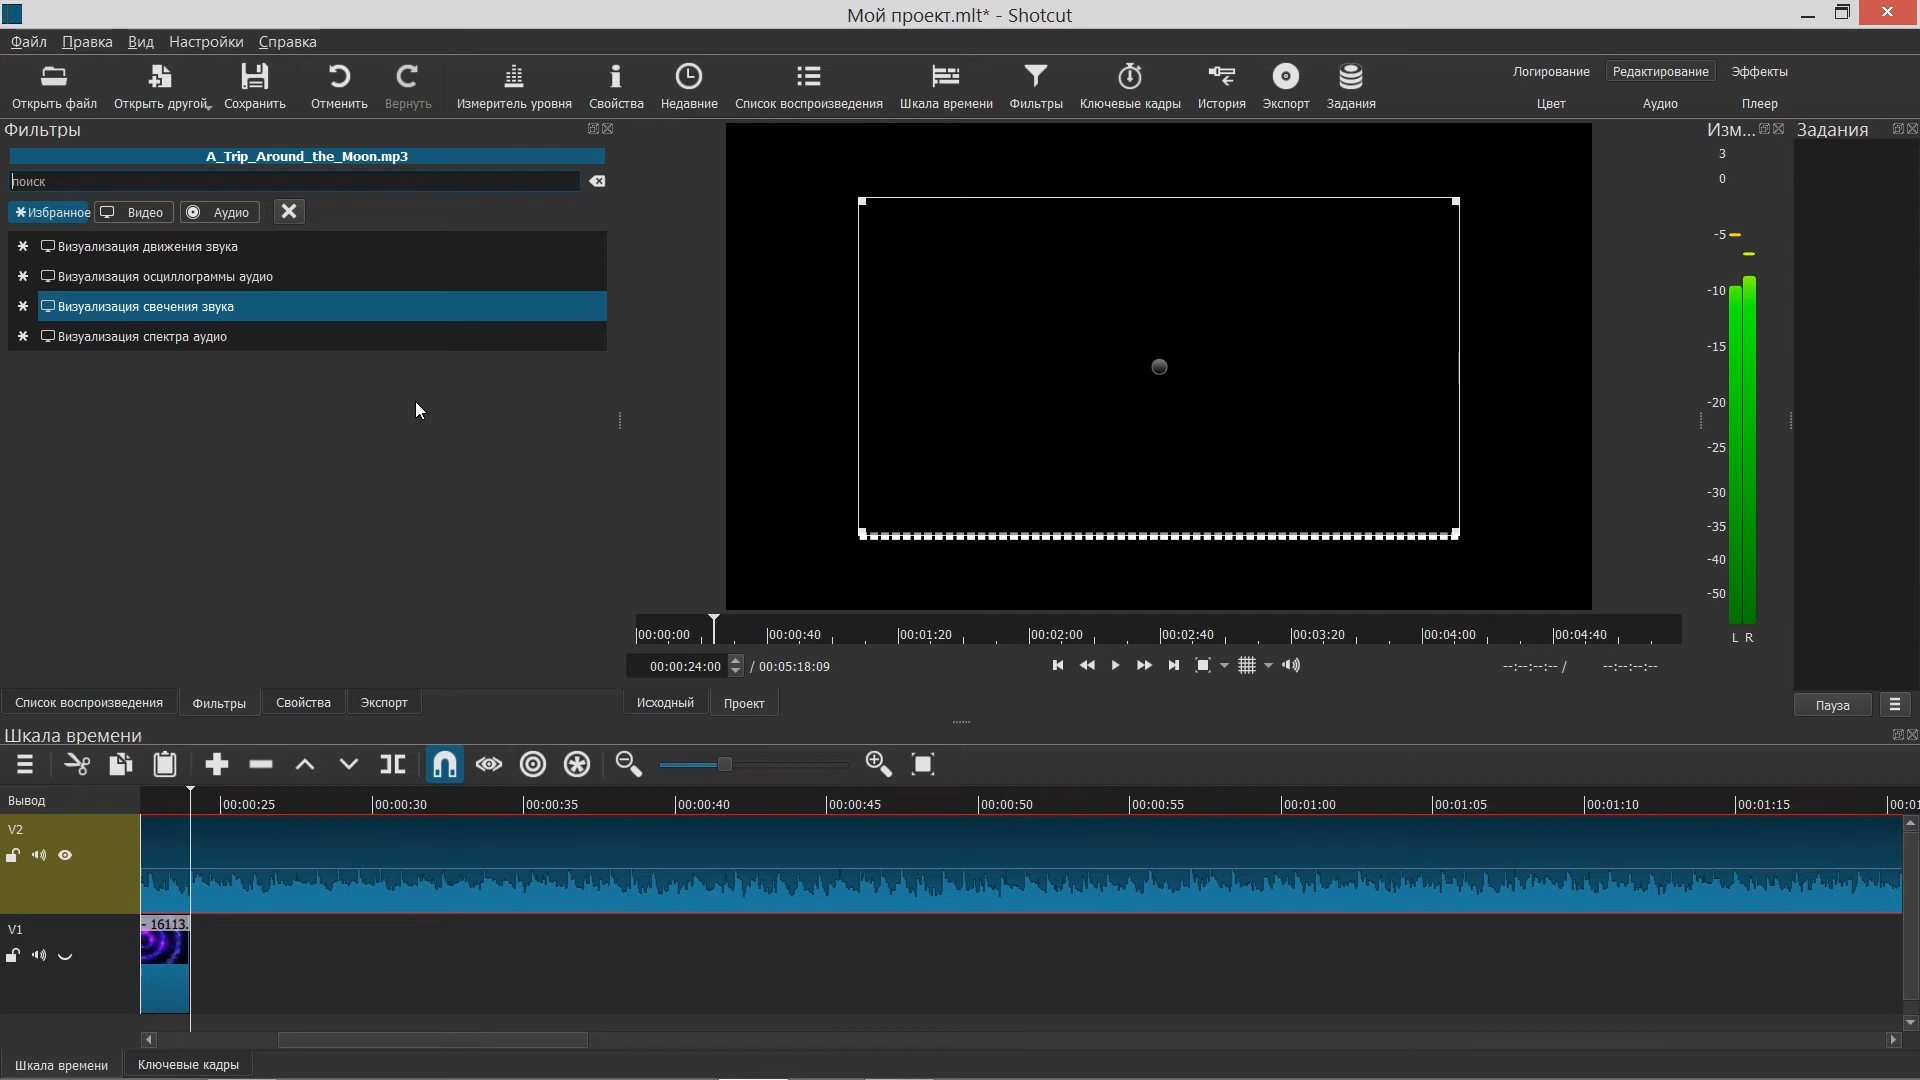 Мой проект.mlt* - Shotcut
Файл Правка Вид Настройки Справка
Открыть файл Открыть другой Сохранить Отменить Вернуть Измеритель уровня Свойства Недавние Список воспроизведения Шкала времени Фильтры Ключевые кадры История Экспорт Задания
Логирование Редактирование Эффекты
Цвет Аудио Плеер
Фильтры
A_Trip_Around_the_Moon.mp3
поиск
Избранное Видео Аудио
Визуализация движения звука
Визуализация осциллограммы аудио
Визуализация свечения звука
Визуализация спектра аудио
00:00:00 00:00:40 00:01:20 00:02:00 00:02:40 00:03:20 00:04:00 00:04:40
00:00:24:00 / 00:05:18:09 --:--:--:-- / --:--:--:--
Изм...
3
0
-5
-10
-15
-20
-25
-30
-35
-40
-50
L R
Задания
Пауза
Список воспроизведения Фильтры Свойства Экспорт
Исходный Проект
Шкала времени
Вывод
00:00:25 00:00:30 00:00:35 00:00:40 00:00:45 00:00:50 00:00:55 00:01:00 00:01:05 00:01:10 00:01:15 00:01
V2
V1
- 16113.
Шкала времени Ключевые кадры